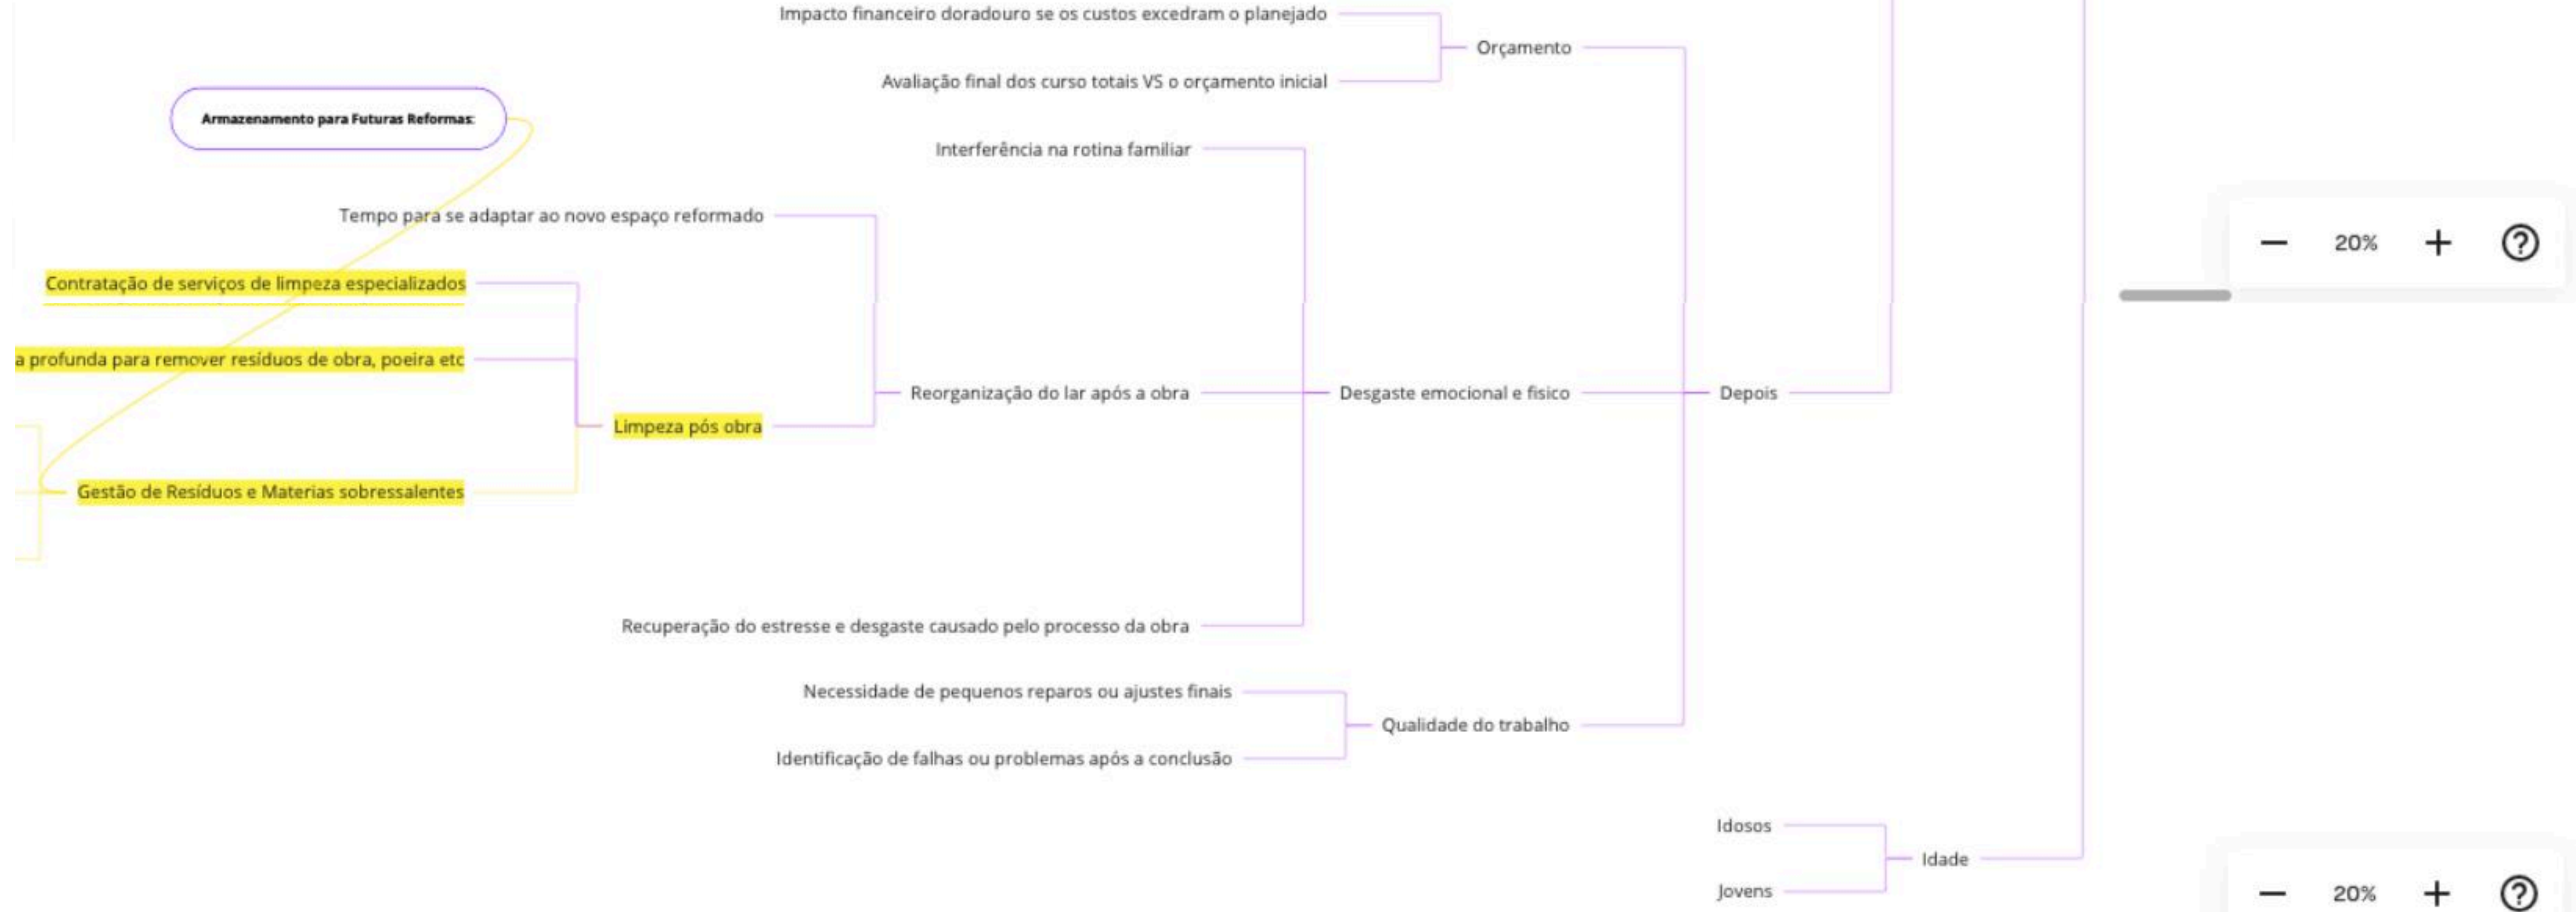 Impacto financeiro doradouro se os custos excedram o planejado
Orçamento
Avaliação final dos curso totais VS o orçamento inicial
Armazenamento para Futuras Reformas:
Interferência na rotina familiar
Tempo para se adaptar ao novo espaço reformado
20%
Contratação de serviços de limpeza especializados
a profunda para remover resíduos de obra, poeira etc
Reorganização do lar após a obra
Desgaste emocional e fisico
Depois
Limpeza pós obra
Gestão de Resíduos e Materias sobressalentes
Recuperação do estresse e desgaste causado pelo processo da obra
Necessidade de pequenos reparos ou ajustes finais
Qualidade do trabalho
Identificação de falhas ou problemas após a conclusão
Idosos
Idade
Jovens
20%